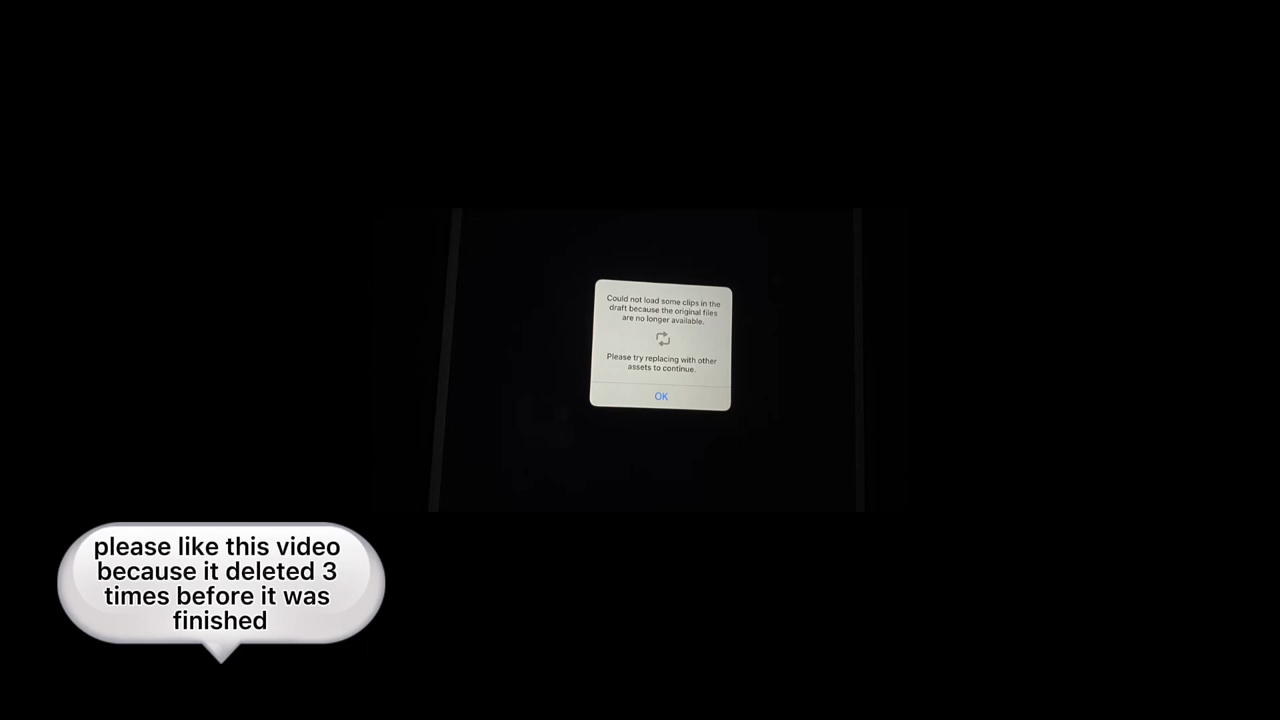 Could not load some clips in the
draft because the original files
are no longer available.
Please try replacing with other
assets to continue.
OK
please like this video
because it deleted 3
times before it was
finished